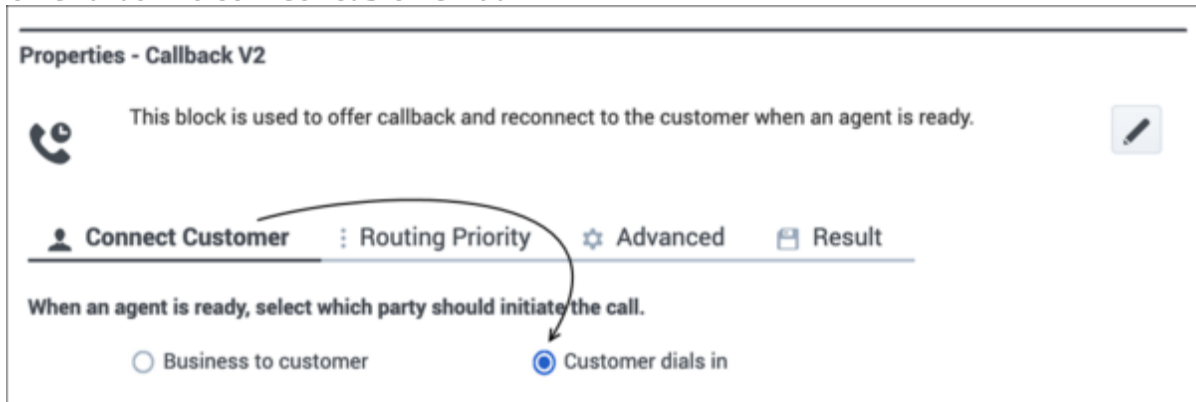 Properties - Callback V2
This block is used to offer callback and reconnect to the customer when an agent is ready.
Connect Customer Routing Priority Advanced Result
When an agent is ready, select which party should initiate the call.
Business to customer Customer dials in